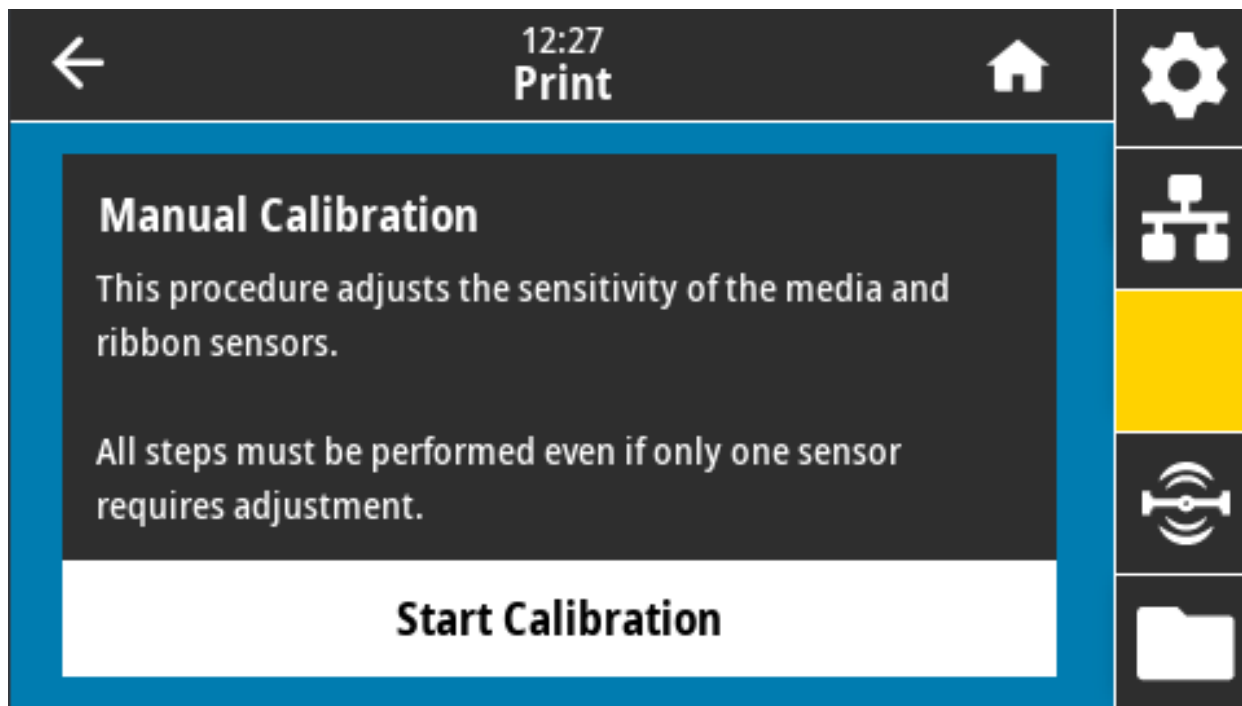 12:27
Print
Manual Calibration
This procedure adjusts the sensitivity of the media and
ribbon sensors.
All steps must be performed even if only one sensor
requires adjustment.
Start Calibration